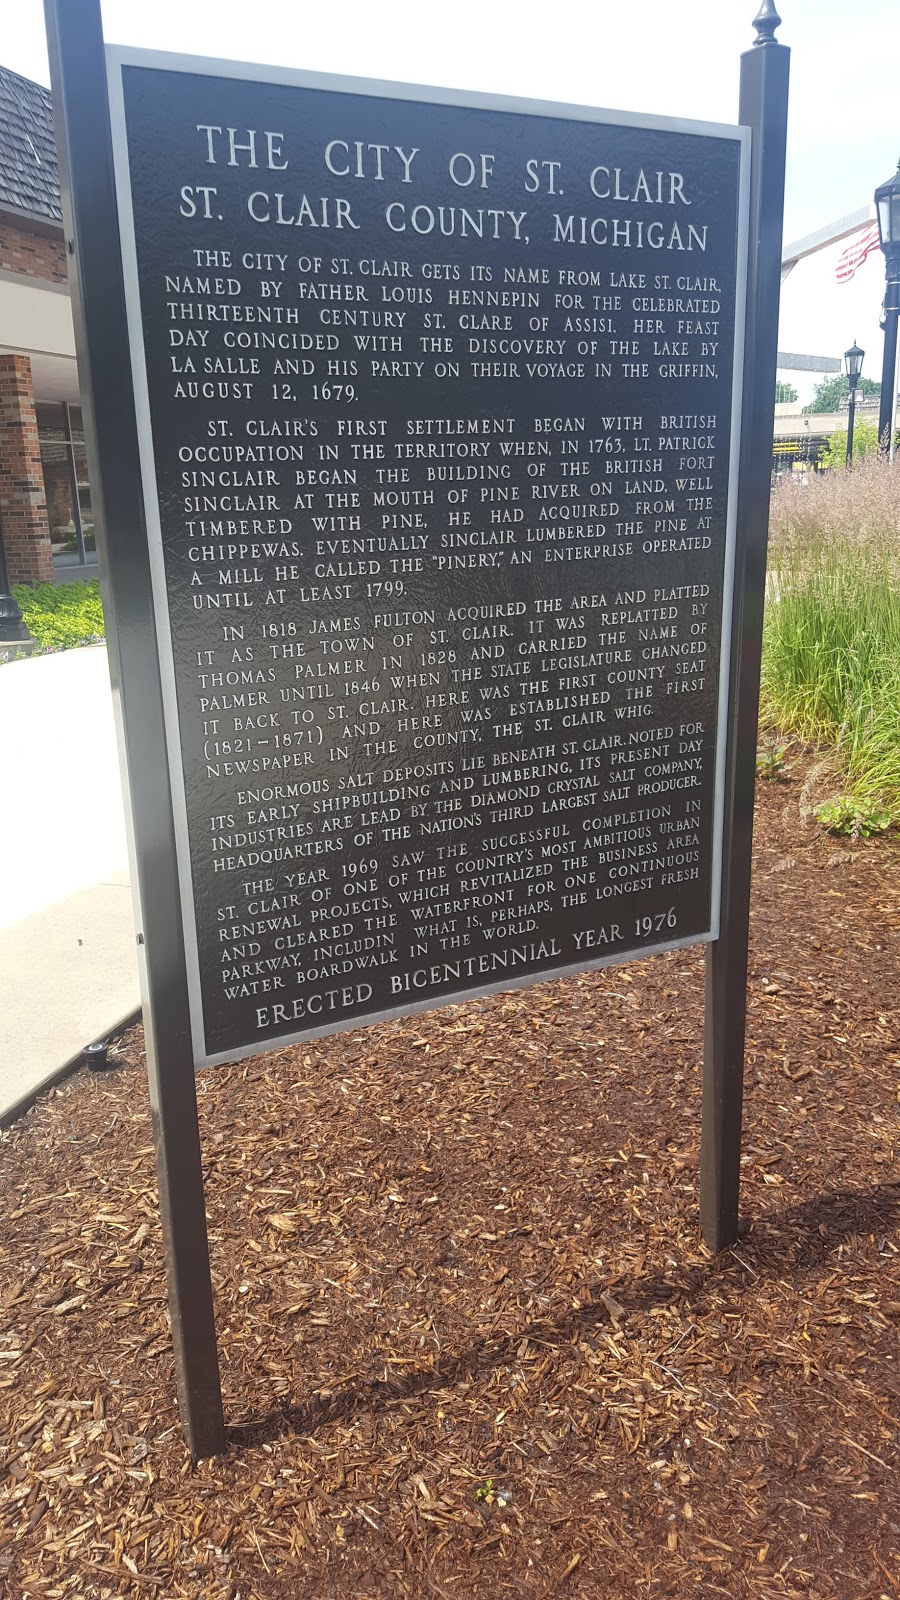 THE CITY OF ST. CLAIR
ST. CLAIR COUNTY, MICHIGAN
THE CITY OF ST. CLAIR GETS ITS NAME FROM LAKE ST. CLAIR,
NAMED BY FATHER LOUIS HENNEPIN FOR THE CELEBRATED
THIRTEENTH CENTURY ST. CLARE OF ASSISI. HER FEAST
DAY COINCIDED WITH THE DISCOVERY OF THE LAKE BY
LA SALLE AND HIS PARTY ON THEIR VOYAGE IN THE GRIFFIN,
AUGUST 12, 1679.
ST. CLAIR'S FIRST SETTLEMENT BEGAN WITH BRITISH
OCCUPATION IN THE TERRITORY WHEN, IN 1763, LT. PATRICK
SINCLAIR BEGAN THE BUILDING OF THE BRITISH FORT
SINCLAIR AT THE MOUTH OF PINE RIVER ON LAND, WELL
TIMBERED WITH PINE, HE HAD ACQUIRED FROM THE
CHIPPEWAS. EVENTUALLY SINCLAIR LUMBERED THE PINE AT
A MILL HE CALLED THE "PINERY," AN ENTERPRISE OPERATED
UNTIL AT LEAST 1799.
IN 1818 JAMES FULTON ACQUIRED THE AREA AND PLATTED
IT AS THE TOWN OF ST. CLAIR. IT WAS REPLATTED BY
THOMAS PALMER IN 1828 AND CARRIED THE NAME OF
PALMER UNTIL 1846 WHEN THE STATE LEGISLATURE CHANGED
IT BACK TO ST. CLAIR. HERE WAS THE FIRST COUNTY SEAT
(1821-1871) AND HERE WAS ESTABLISHED THE FIRST
NEWSPAPER IN THE COUNTY, THE ST. CLAIR WHIG.
ENORMOUS SALT DEPOSITS LIE BENEATH ST. CLAIR. NOTED FOR
ITS EARLY SHIPBUILDING AND LUMBERING, ITS PRESENT DAY
INDUSTRIES ARE LEAD BY THE DIAMOND CRYSTAL SALT COMPANY,
HEADQUARTERS OF THE NATION'S THIRD LARGEST SALT PRODUCER.
THE YEAR 1969 SAW THE SUCCESSFUL COMPLETION IN
ST. CLAIR OF ONE OF THE COUNTRY'S MOST AMBITIOUS URBAN
RENEWAL PROJECTS, WHICH REVITALIZED THE BUSINESS AREA
AND CLEARED THE WATERFRONT FOR ONE CONTINUOUS
PARKWAY, INCLUDIN WHAT IS, PERHAPS, THE LONGEST FRESH
WATER BOARDWALK IN THE WORLD.
ERECTED BICENTENNIAL YEAR 1976